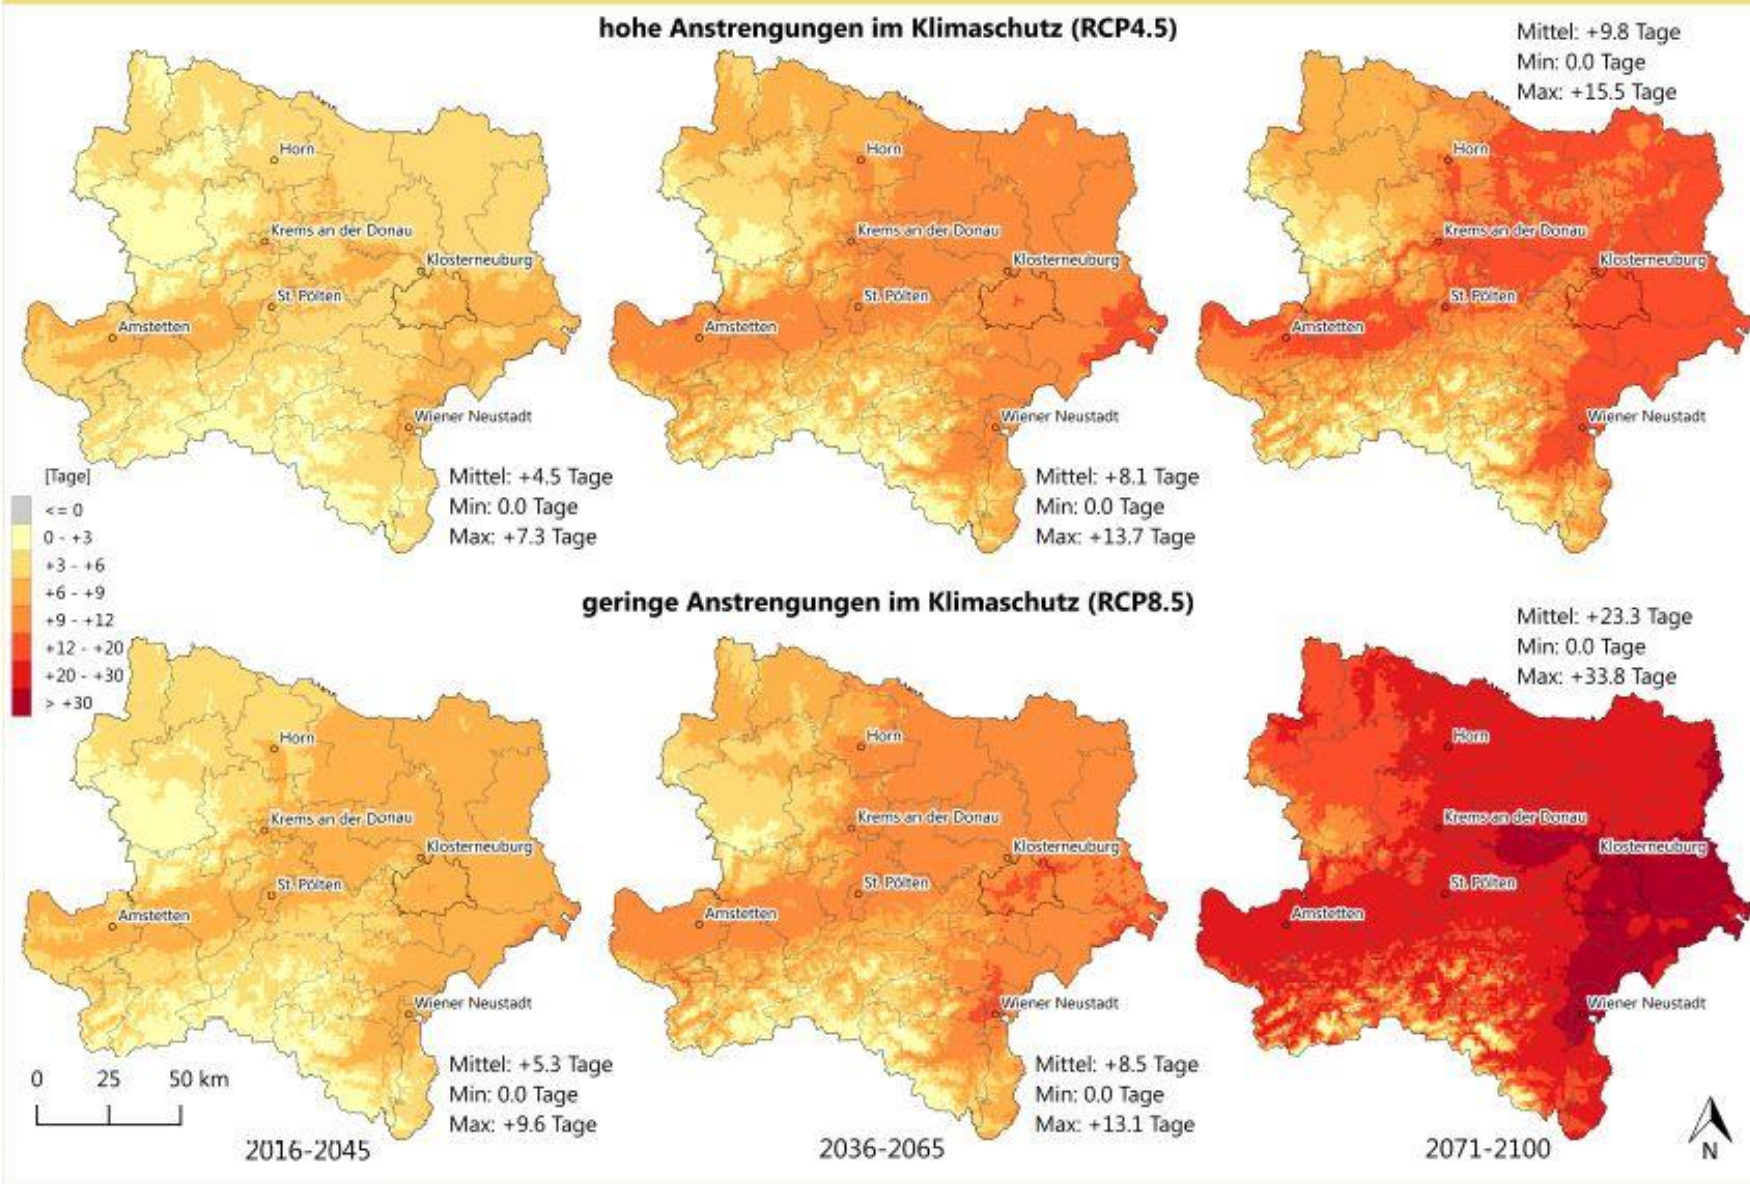 hohe Anstrengungen im Klimaschutz (RCP4.5)
Horn
Krems an der Donau
Klosterneuburg
St. Pölten
Amstetten
Wiener Neustadt
Mittel: +4.5 Tage
Min: 0.0 Tage
Max: +7.3 Tage
Horn
Krems an der Donau
Klosterneuburg
St. Pölten
Amstetten
Wiener Neustadt
Mittel: +8.1 Tage
Min: 0.0 Tage
Max: +13.7 Tage
Mittel: +9.8 Tage
Min: 0.0 Tage
Max: +15.5 Tage
Horn
Krems an der Donau
Klosterneuburg
St. Pölten
Amstetten
Wiener Neustadt
[Tage]
<= 0
0 - +3
+3 - +6
+6 - +9
+9 - +12
+12 - +20
+20 - +30
> +30
geringe Anstrengungen im Klimaschutz (RCP8.5)
Horn
Krems an der Donau
Klosterneuburg
St. Pölten
Amstetten
Wiener Neustadt
Mittel: +5.3 Tage
Min: 0.0 Tage
Max: +9.6 Tage
Horn
Krems an der Donau
Klosterneuburg
St. Pölten
Amstetten
Wiener Neustadt
Mittel: +8.5 Tage
Min: 0.0 Tage
Max: +13.1 Tage
Mittel: +23.3 Tage
Min: 0.0 Tage
Max: +33.8 Tage
Horn
Krems an der Donau
Klosterneuburg
St. Pölten
Amstetten
Wiener Neustadt
0 25 50 km
2016-2045
2036-2065
2071-2100
N